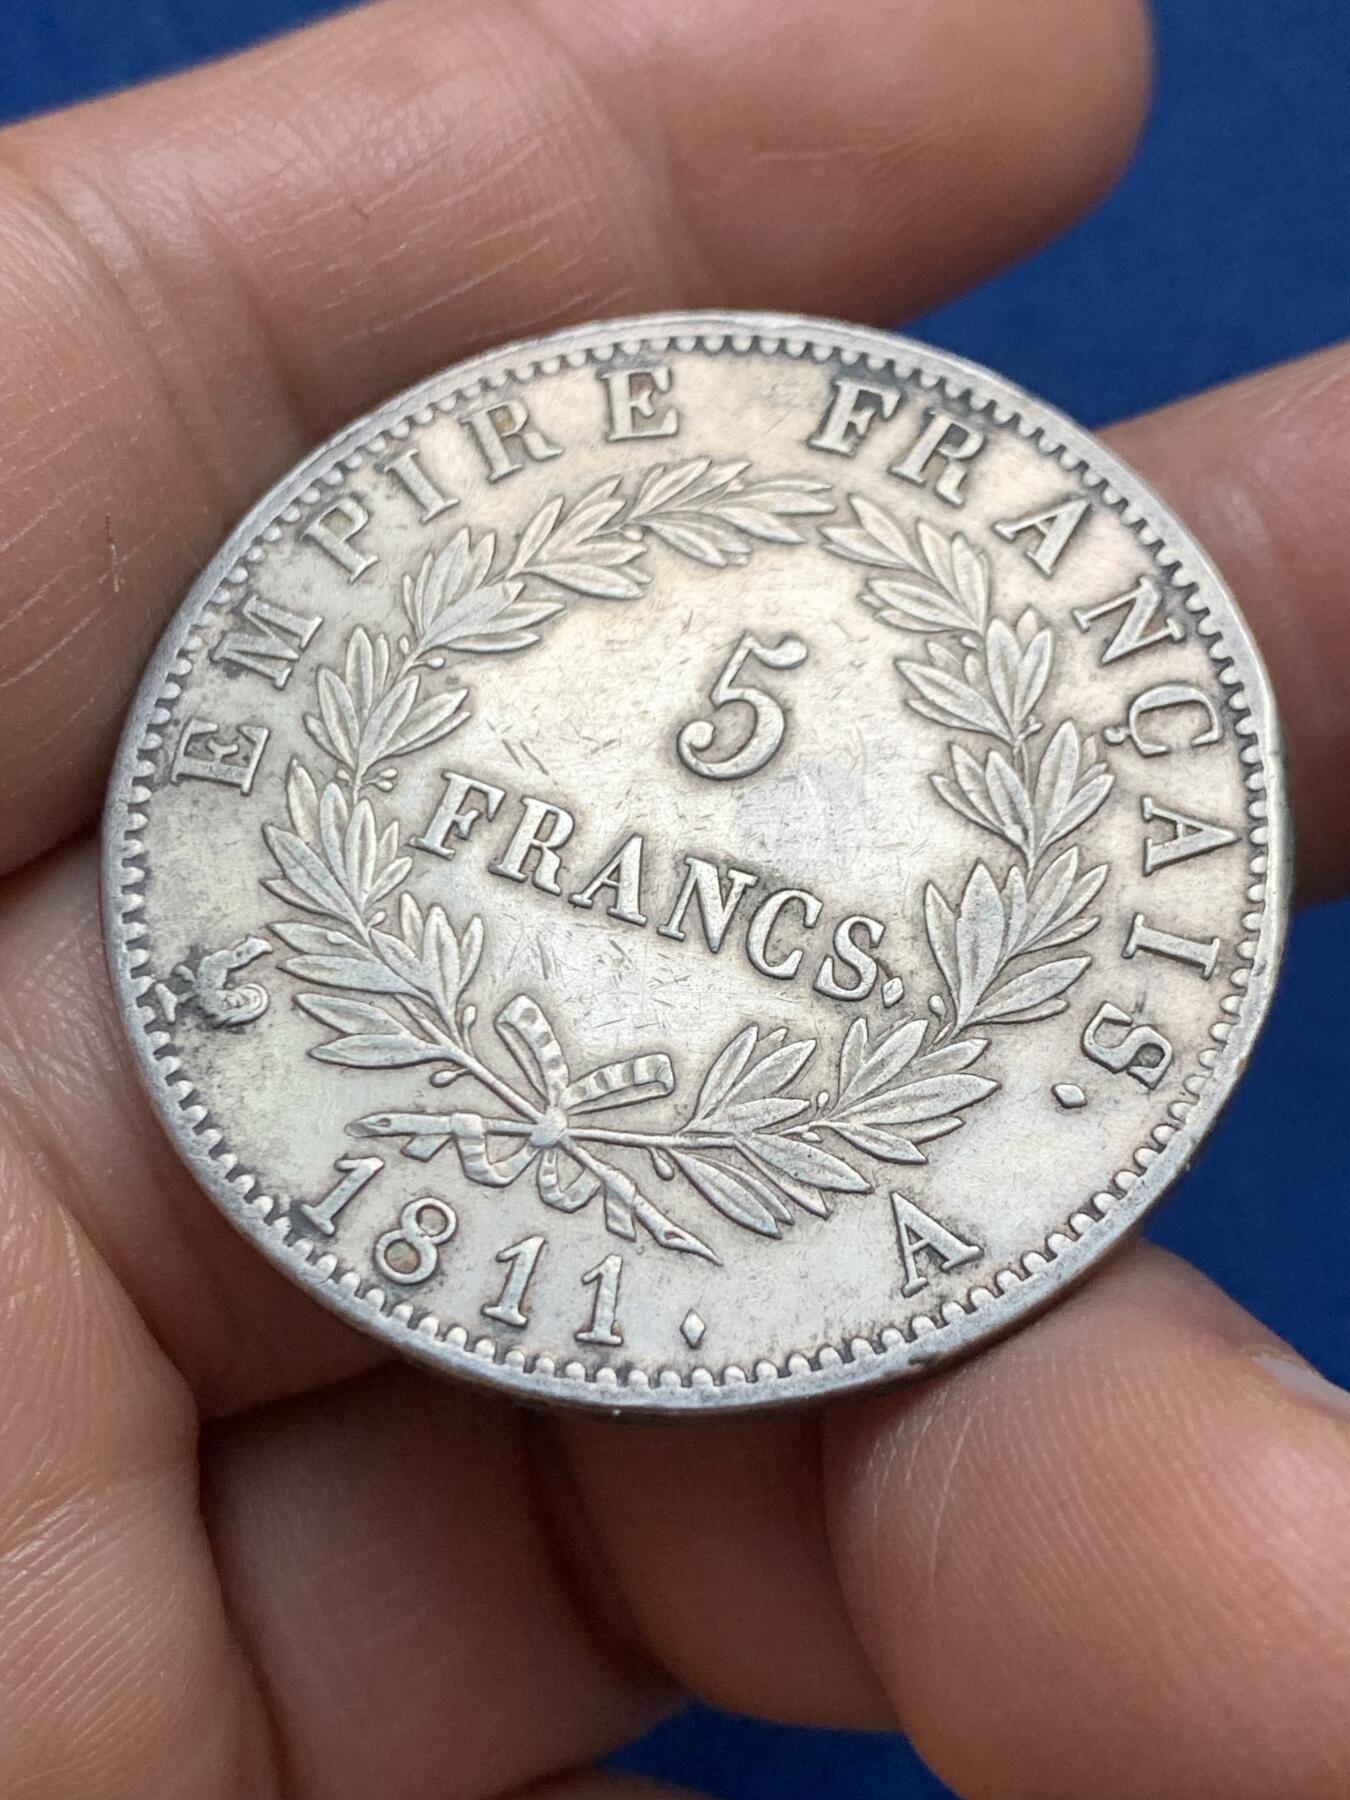 EMPIRE FRANÇAIS.
5
FRANCS.
1811.
A